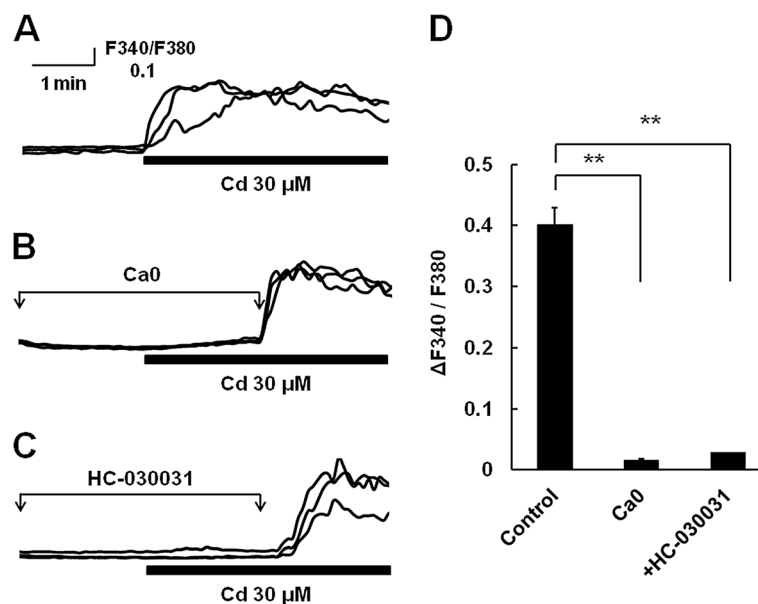 A
F340/F380
0.1
1 min
Cd 30 µM
B
Ca0
Cd 30 µM
C
HC-030031
Cd 30 µM
D
**
**
ΔF340 / F380
0.5
0.4
0.3
0.2
0.1
0
Control
Ca0
+HC-030031